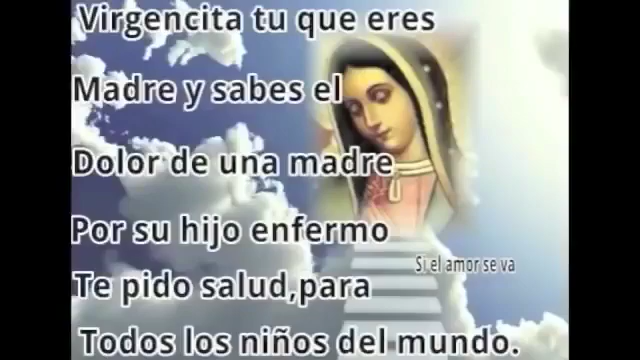 Virgencita tu que eres
Madre y sabes el
Dolor de una madre
Por su hijo enfermo
Si el amor se va
Te pido salud,para
Todos los niños del mundo.